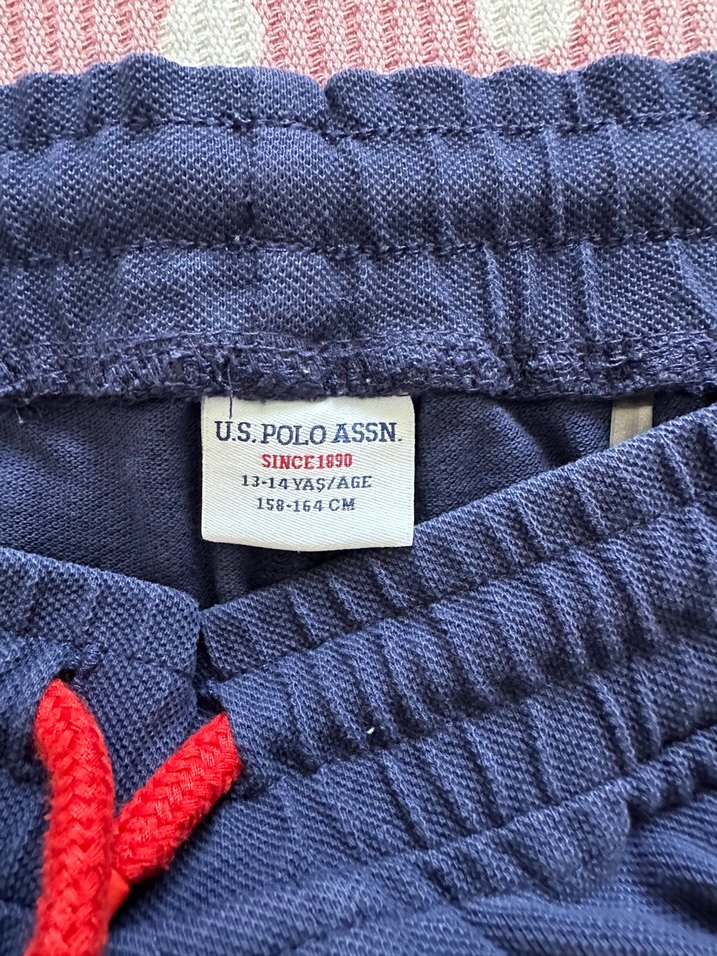 U.S. POLO ASSN.
SINCE 1890
13-14 YAŞ/AGE
158-164 CM